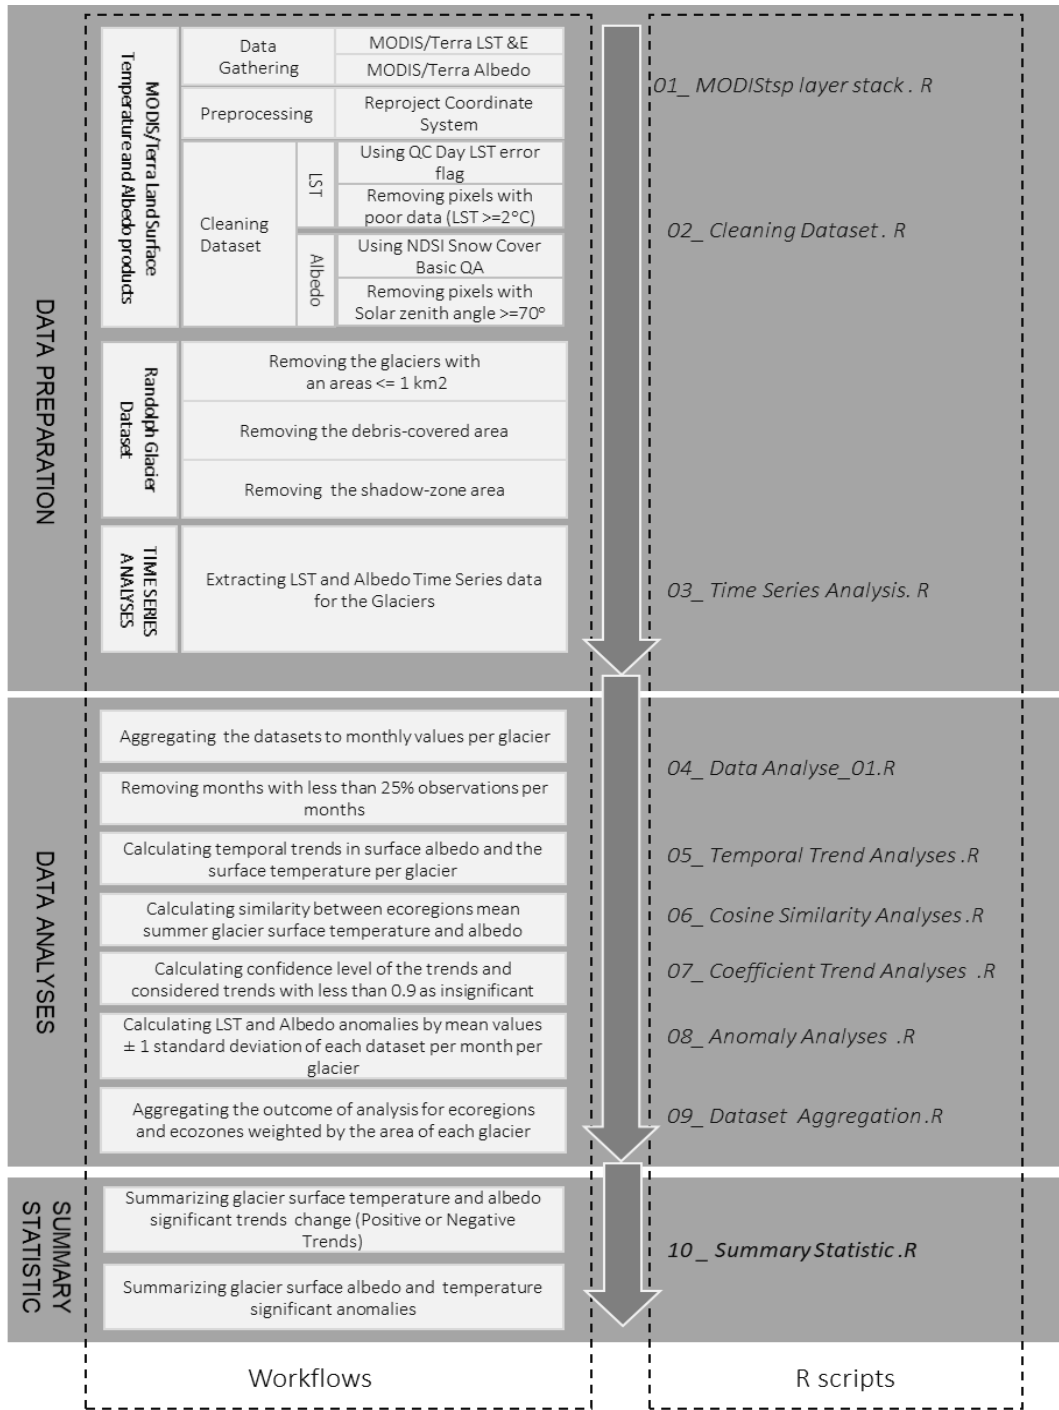 DATA PREPARATION
MODIS/Terra Land Surface
Temperature and Albedo products
Data
Gathering
MODIS/Terra LST &E
MODIS/Terra Albedo
Preprocessing
Reproject Coordinate
System
Cleaning
Dataset
LST
Using QC Day LST error
flag
Removing pixels with
poor data (LST >=2°C)
Albedo
Using NDSI Snow Cover
Basic QA
Removing pixels with
Solar zenith angle >=70°
Randolph Glacier
Dataset
Removing the glaciers with
an areas <= 1 km2
Removing the debris-covered area
Removing the shadow-zone area
TIME SERIES
ANALYSES
Extracting LST and Albedo Time Series data
for the Glaciers
01_ MODIStsp layer stack . R
02_ Cleaning Dataset . R
03_ Time Series Analysis. R
DATA ANALYSES
Aggregating the datasets to monthly values per glacier
Removing months with less than 25% observations per
months
Calculating temporal trends in surface albedo and the
surface temperature per glacier
Calculating similarity between ecoregions mean
summer glacier surface temperature and albedo
Calculating confidence level of the trends and
considered trends with less than 0.9 as insignificant
Calculating LST and Albedo anomalies by mean values
± 1 standard deviation of each dataset per month per
glacier
Aggregating the outcome of analysis for ecoregions
and ecozones weighted by the area of each glacier
04_ Data Analyse_01.R
05_ Temporal Trend Analyses .R
06_ Cosine Similarity Analyses .R
07_ Coefficient Trend Analyses .R
08_ Anomaly Analyses .R
09_ Dataset Aggregation .R
SUMMARY
STATISTIC
Summarizing glacier surface temperature and albedo
significant trends change (Positive or Negative
Trends)
Summarizing glacier surface albedo and temperature
significant anomalies
10 _ Summary Statistic .R
Workflows
R scripts